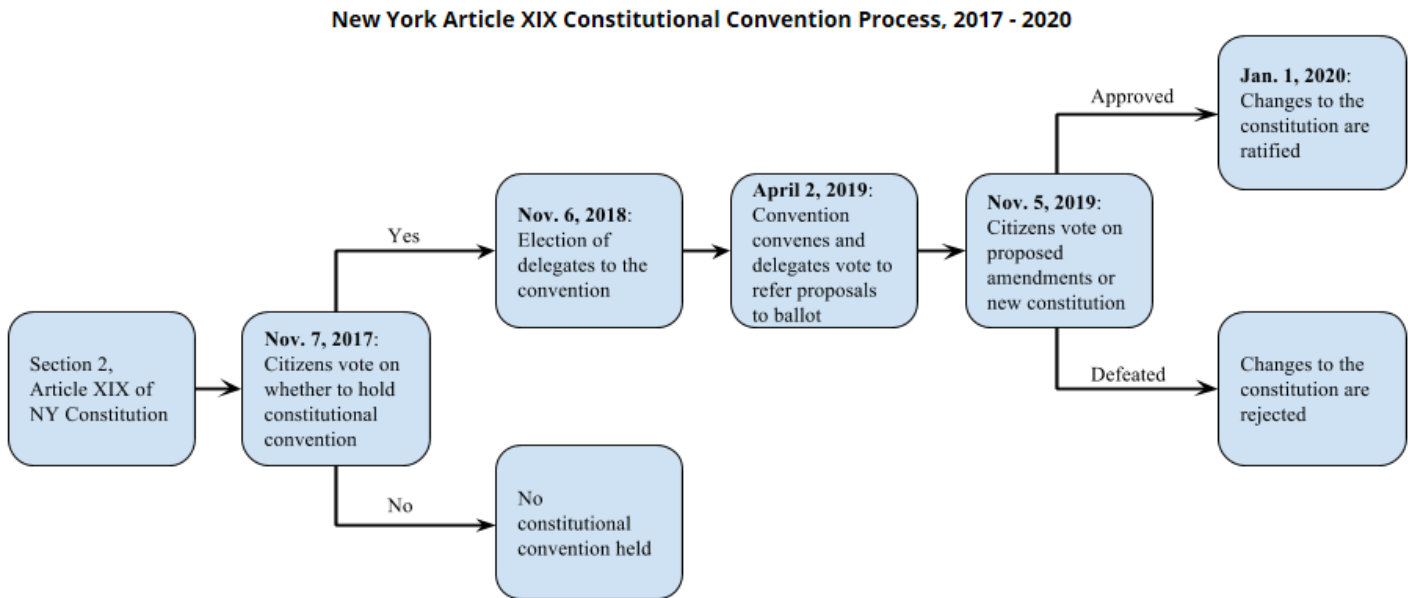 New York Article XIX Constitutional Convention Process, 2017 - 2020
Section 2,
Article XIX of
NY Constitution
Nov. 7, 2017:
Citizens vote on
whether to hold
constitutional
convention
Yes
Nov. 6, 2018:
Election of
delegates to the
convention
No
No
constitutional
convention held
April 2, 2019:
Convention
convenes and
delegates vote to
refer proposals
to ballot
Nov. 5, 2019:
Citizens vote on
proposed
amendments or
new constitution
Approved
Jan. 1, 2020:
Changes to the
constitution are
ratified
Defeated
Changes to the
constitution are
rejected